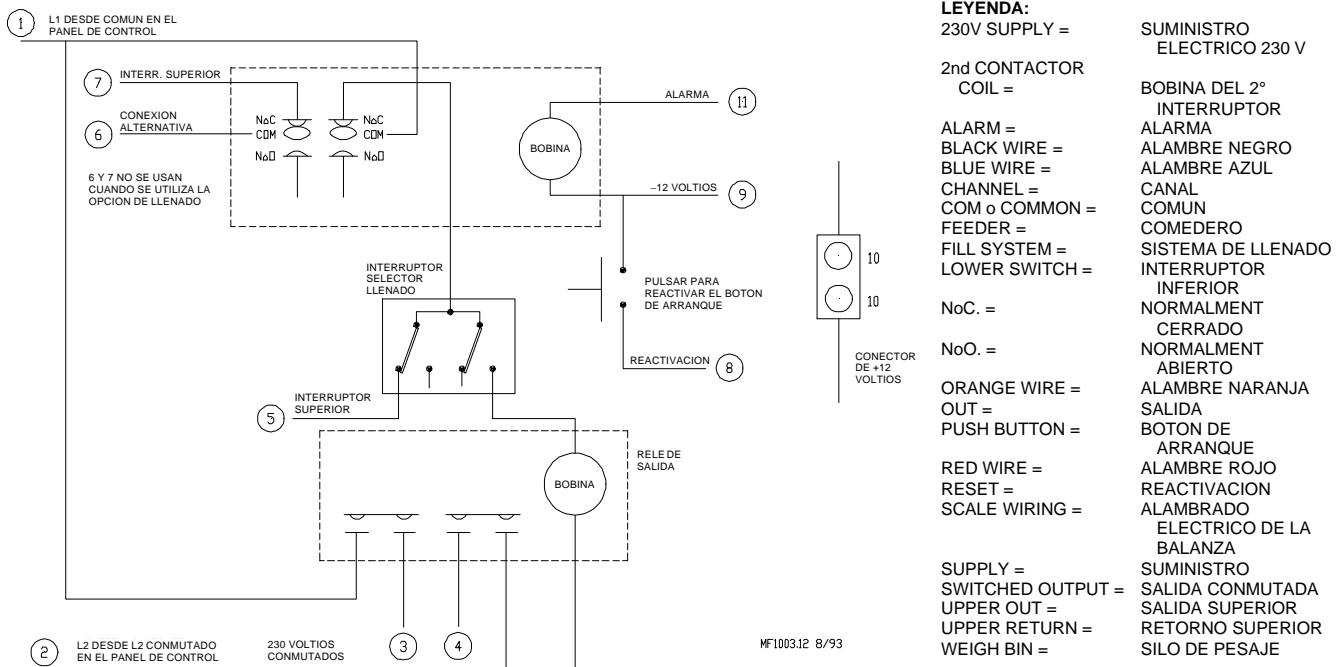 1
L1 DESDE COMUN EN EL
PANEL DE CONTROL
7
INTERR. SUPERIOR
6
CONEXION
ALTERNATIVA
NoC
COM
NoO
NoC
COM
NoO
6 Y 7 NO SE USAN
CUANDO SE UTILIZA LA
OPCION DE LLENADO
BOBINA
ALARMA
11
–12 VOLTIOS
9
INTERRUPTOR
SELECTOR
LLENADO
PULSAR PARA
REACTIVAR EL BOTON
DE ARRANQUE
REACTIVACION
8
10
10
CONECTOR
DE +12
VOLTIOS
5
INTERRUPTOR
SUPERIOR
RELE DE
SALIDA
BOBINA
2
L2 DESDE L2 CONMUTADO
EN EL PANEL DE CONTROL
230 VOLTIOS
CONMUTADOS
3
4
MF1003.12 8/93
LEYENDA:
230V SUPPLY = SUMINISTRO
ELECTRICO 230 V
2nd CONTACTOR
COIL = BOBINA DEL 2°
INTERRUPTOR
ALARM = ALARMA
BLACK WIRE = ALAMBRE NEGRO
BLUE WIRE = ALAMBRE AZUL
CHANNEL = CANAL
COM o COMMON = COMUN
FEEDER = COMEDERO
FILL SYSTEM = SISTEMA DE LLENADO
LOWER SWITCH = INTERRUPTOR
INFERIOR
NoC. = NORMALMENT
CERRADO
NoO. = NORMALMENT
ABIERTO
ORANGE WIRE = ALAMBRE NARANJA
OUT = SALIDA
PUSH BUTTON = BOTON DE
ARRANQUE
RED WIRE = ALAMBRE ROJO
RESET = REACTIVACION
SCALE WIRING = ALAMBRADO
ELECTRICO DE LA
BALANZA
SUPPLY = SUMINISTRO
SWITCHED OUTPUT = SALIDA CONMUTADA
UPPER OUT = SALIDA SUPERIOR
UPPER RETURN = RETORNO SUPERIOR
WEIGH BIN = SILO DE PESAJE